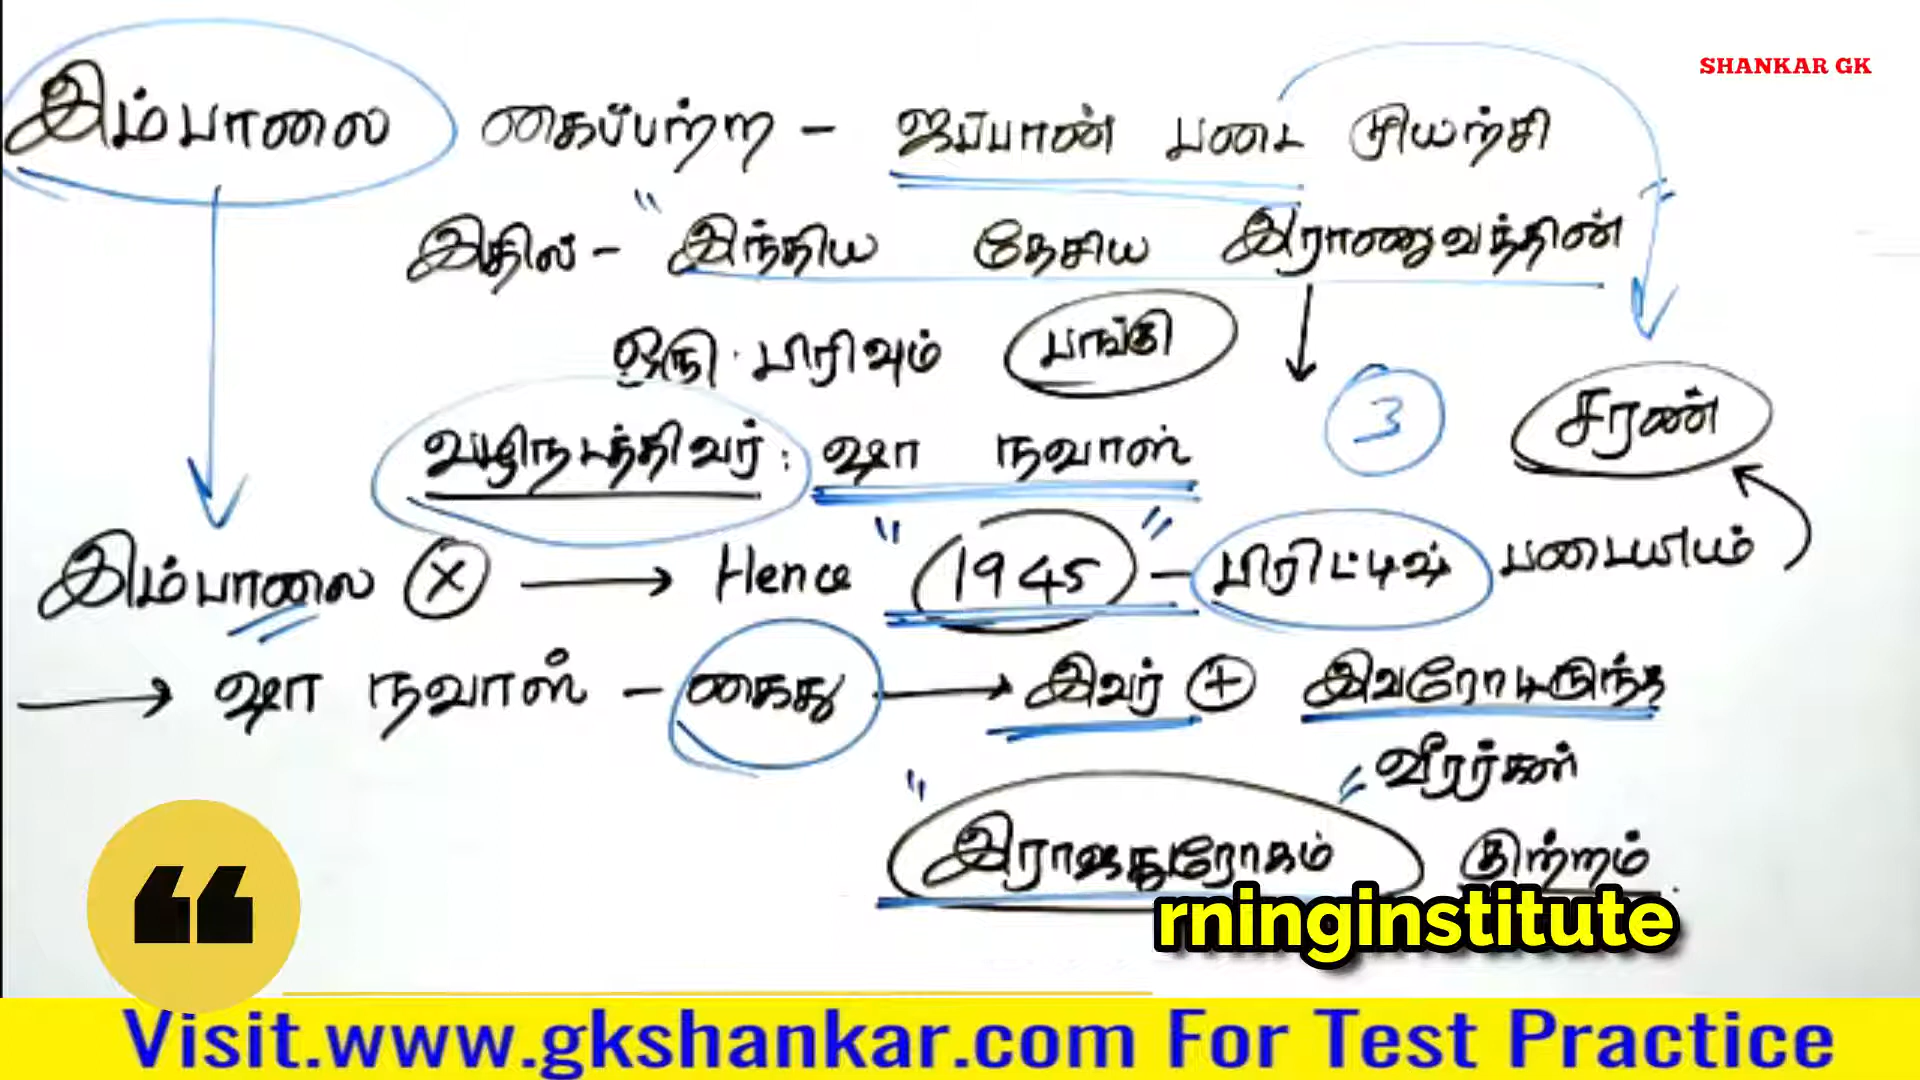 SHANKAR GK
இம்பாலை கைப்பற்ற - ஜப்பான் படை முயற்சி
இதில் - "இந்திய தேசிய இராணுவத்தின்"
ஒரு பிரிவும் பங்கு
வழிநடத்தியவர் : ஷா நவாஸ் 3 சரண்
இம்பாலை X → Hence "1945" - பிரிட்டிஷ் படையிடம்
→ ஷா நவாஸ் - கைது → இவர் + இவரோடிருந்த
வீரர்கள்
"இராஜதுரோகம்" குற்றம்.
rninginstitute
Visit.www.gkshankar.com For Test Practice